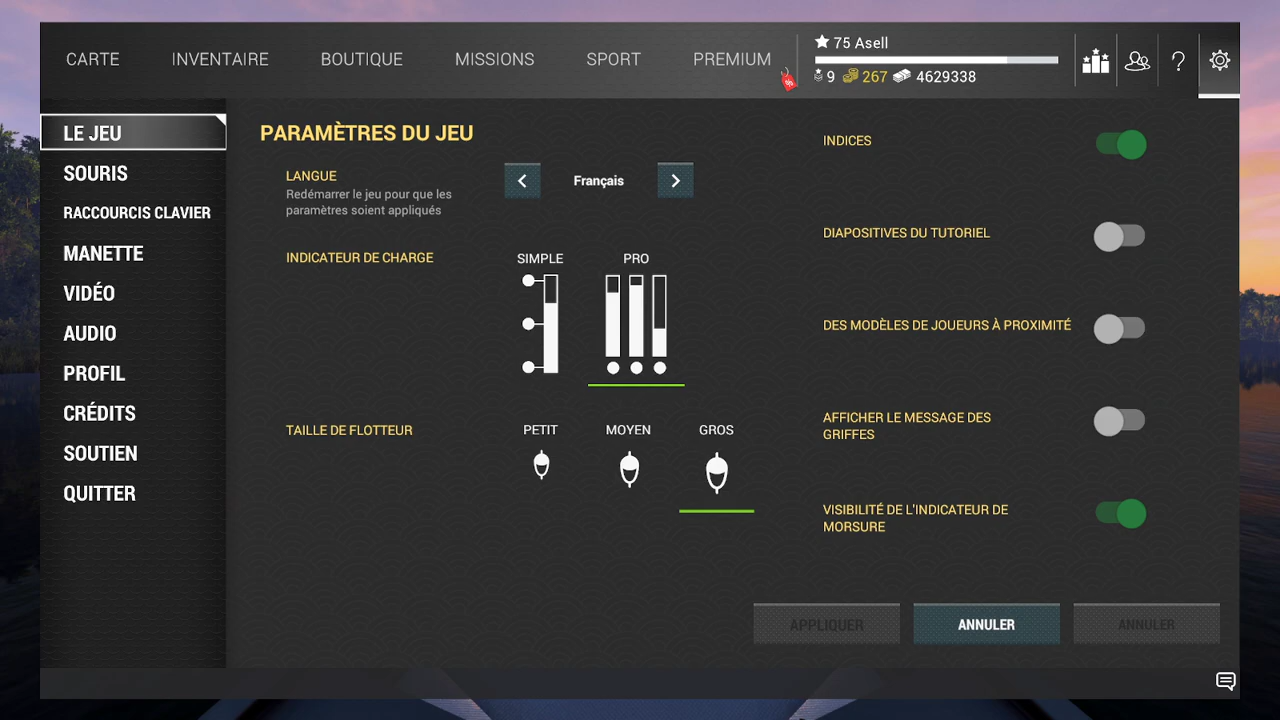 CARTE
INVENTAIRE
BOUTIQUE
MISSIONS
SPORT
PREMIUM
75 Asell
9 267 4629338
LE JEU
SOURIS
RACCOURCIS CLAVIER
MANETTE
VIDÉO
AUDIO
PROFIL
CRÉDITS
SOUTIEN
QUITTER
PARAMÈTRES DU JEU
LANGUE
Redémarrer le jeu pour que les
paramètres soient appliqués
Français
INDICATEUR DE CHARGE
SIMPLE
PRO
TAILLE DE FLOTTEUR
PETIT
MOYEN
GROS
INDICES
DIAPOSITIVES DU TUTORIEL
DES MODÈLES DE JOUEURS À PROXIMITÉ
AFFICHER LE MESSAGE DES
GRIFFES
VISIBILITÉ DE L'INDICATEUR DE
MORSURE
APPLIQUER
ANNULER
ANNULER